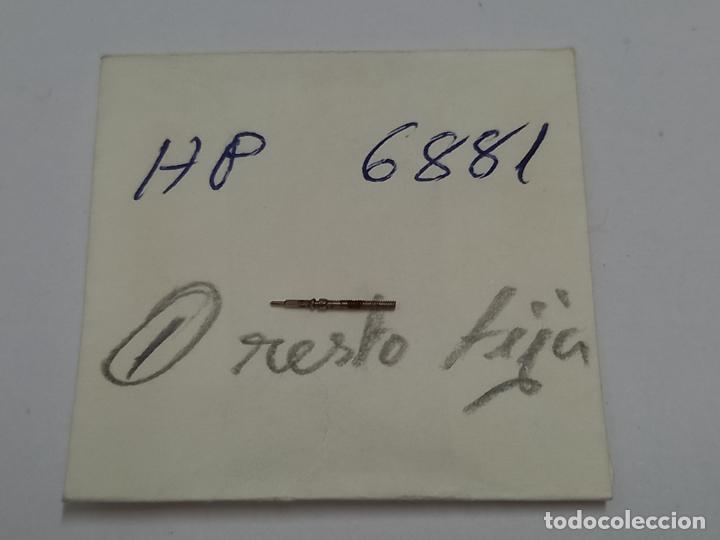 HP 6881
① resto fija
todocoleccion